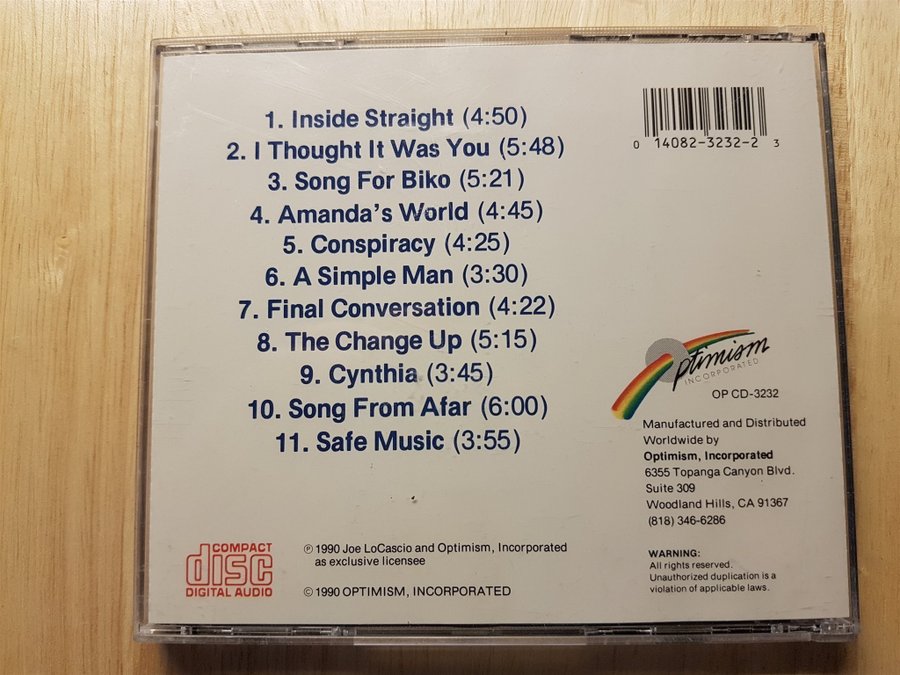 1. Inside Straight (4:50)
2. I Thought It Was You (5:48)
3. Song For Biko (5:21)
4. Amanda's World (4:45)
5. Conspiracy (4:25)
6. A Simple Man (3:30)
7. Final Conversation (4:22)
8. The Change Up (5:15)
9. Cynthia (3:45)
10. Song From Afar (6:00)
11. Safe Music (3:55)
0 14082-3232-2 3
Optimism
INCORPORATED
OP CD-3232
Manufactured and Distributed
Worldwide by
Optimism, Incorporated
6355 Topanga Canyon Blvd.
Suite 309
Woodland Hills, CA 91367
(818) 346-6286
WARNING:
All rights reserved.
Unauthorized duplication is a
violation of applicable laws.
COMPACT
disc
DIGITAL AUDIO
℗ 1990 Joe LoCascio and Optimism, Incorporated
as exclusive licensee
© 1990 OPTIMISM, INCORPORATED